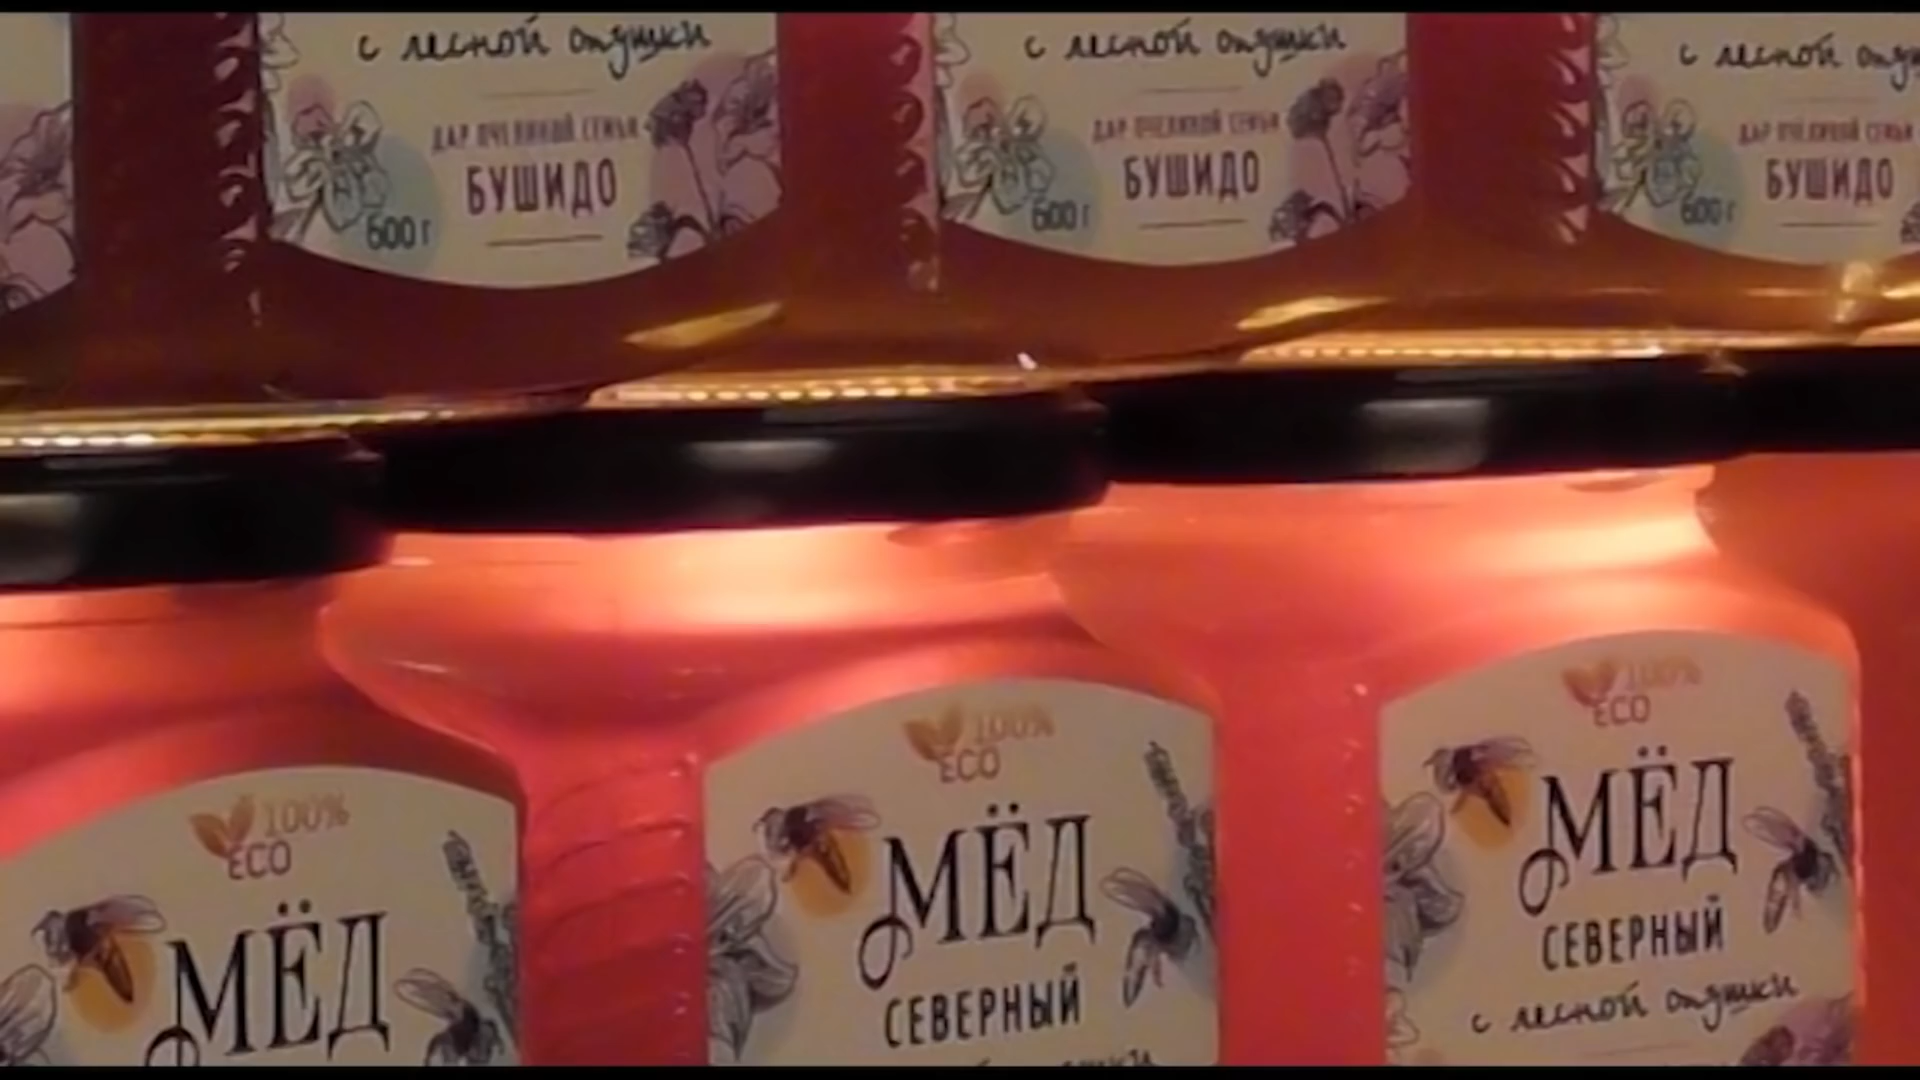 с лесной опушки
ДАР ПЧЕЛИНОЙ СЕМЬИ
БУШИДО
600 г
с лесной опушки
ДАР ПЧЕЛИНОЙ СЕМЬИ
БУШИДО
600 г
с лесной
ДАР ПЧЕЛИНОЙ СЕМЬИ
БУШИДО
600 г
100%
ECO
МЁД
100%
ECO
МЁД
СЕВЕРНЫЙ
100%
ECO
МЁД
СЕВЕРНЫЙ
с лесной опушки